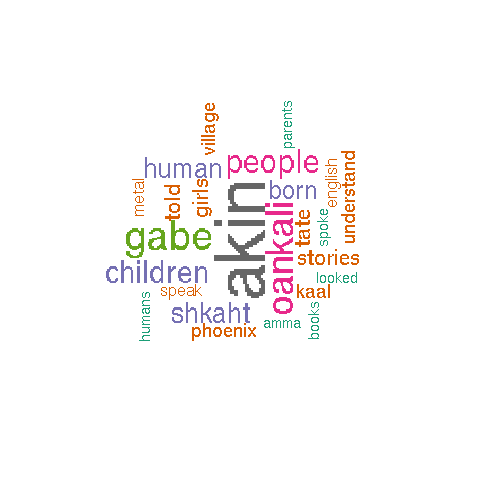 parents
village
human
people
metal
told
girls
akin
born
oankali
tate
spoke
english
understand
gabe
stories
children
looked
speak
kaal
humans
shkaht
amma
books
phoenix